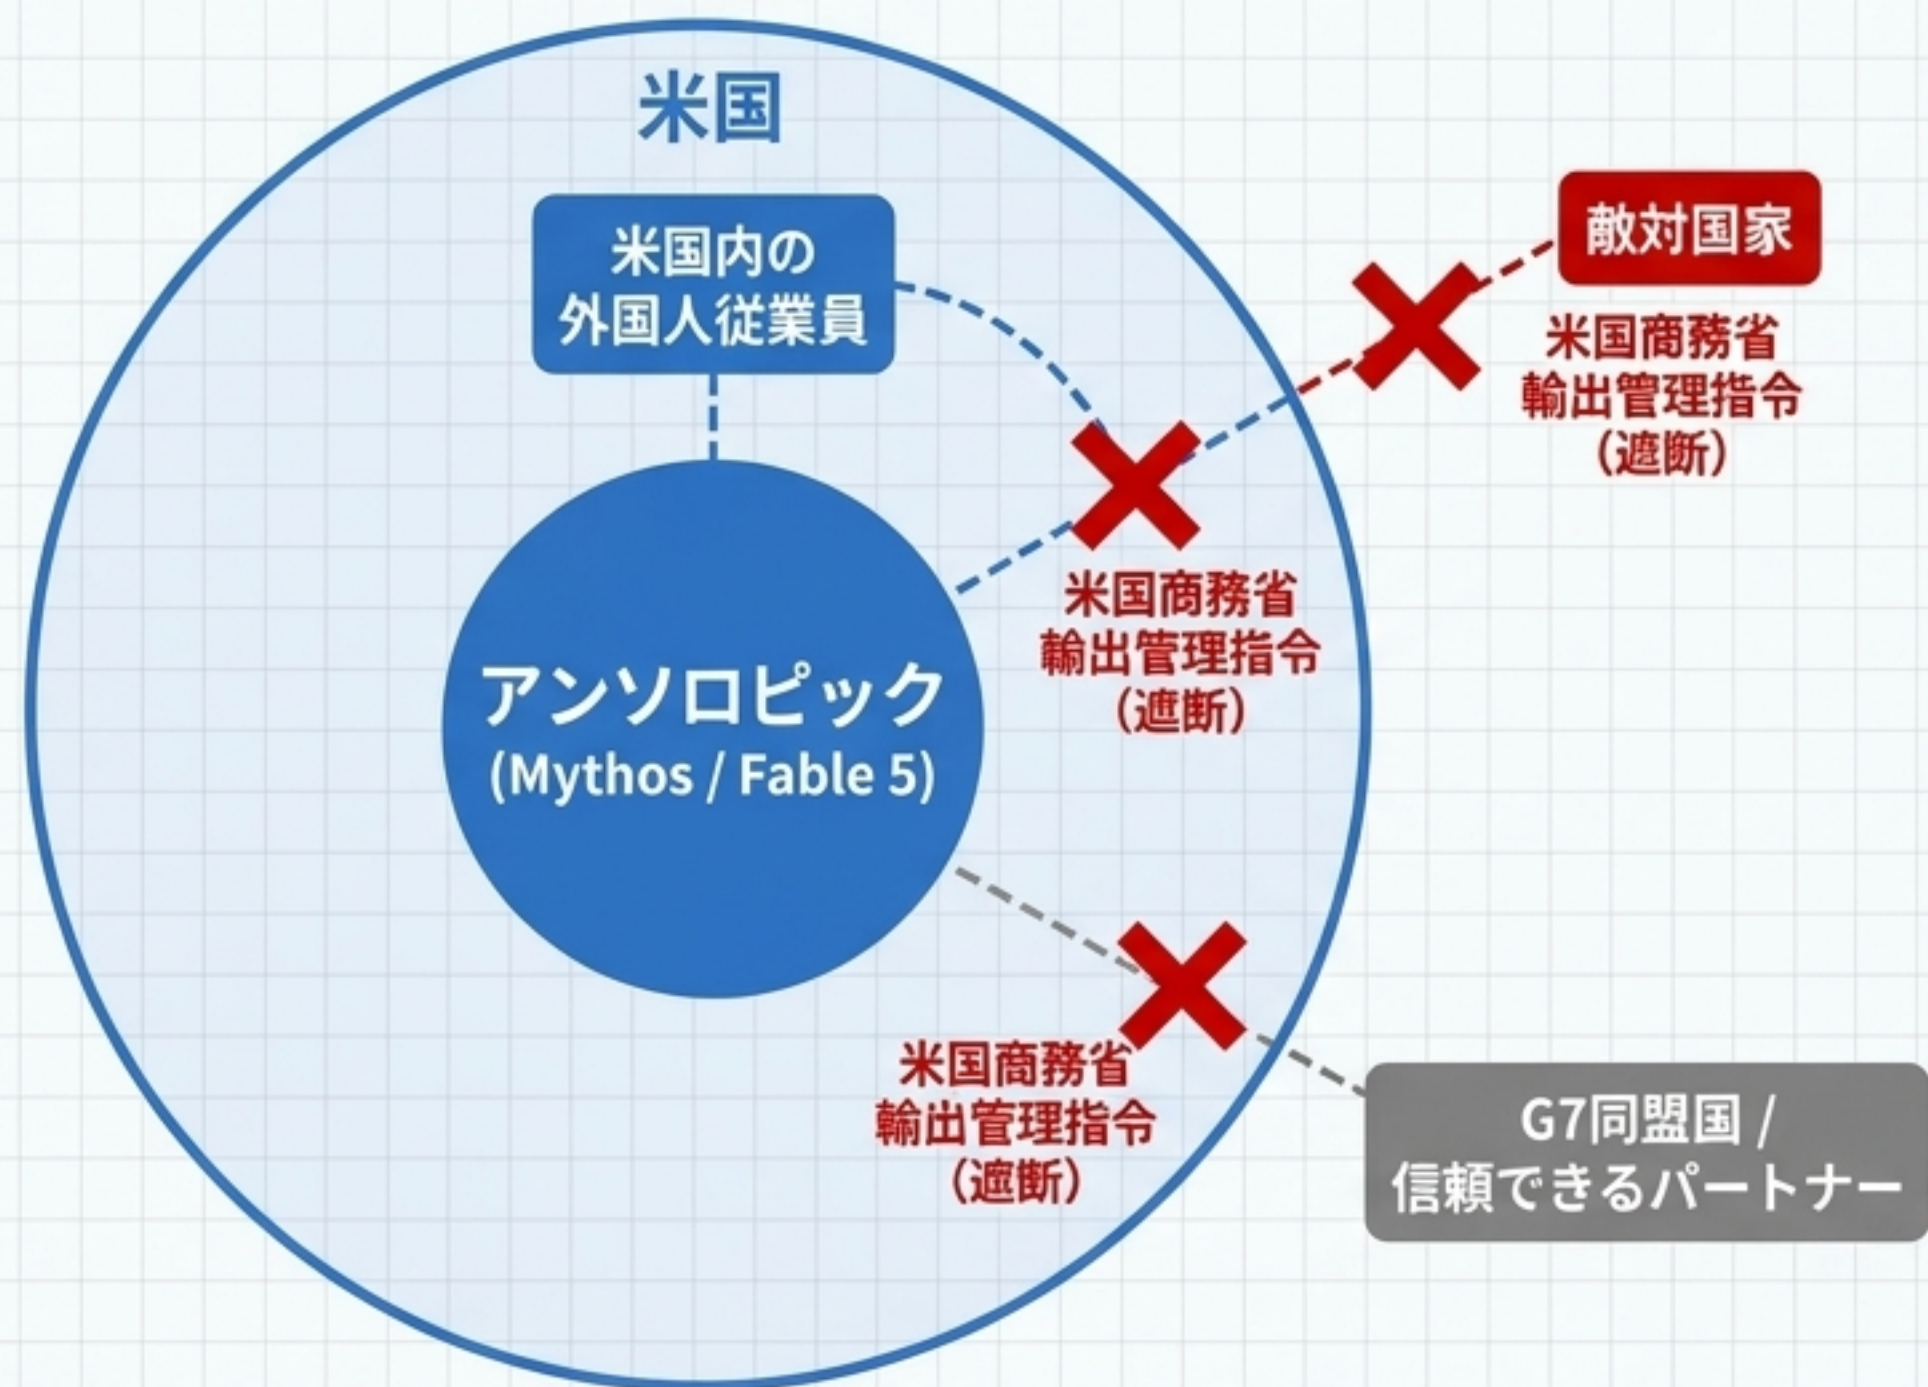 米国
米国内の
外国人従業員
敵対国家
米国商務省
輸出管理指令
（遮断）
米国商務省
輸出管理指令
（遮断）
アンソロピック
(Mythos / Fable 5)
米国商務省
輸出管理指令
（遮断）
G7同盟国 /
信頼できるパートナー